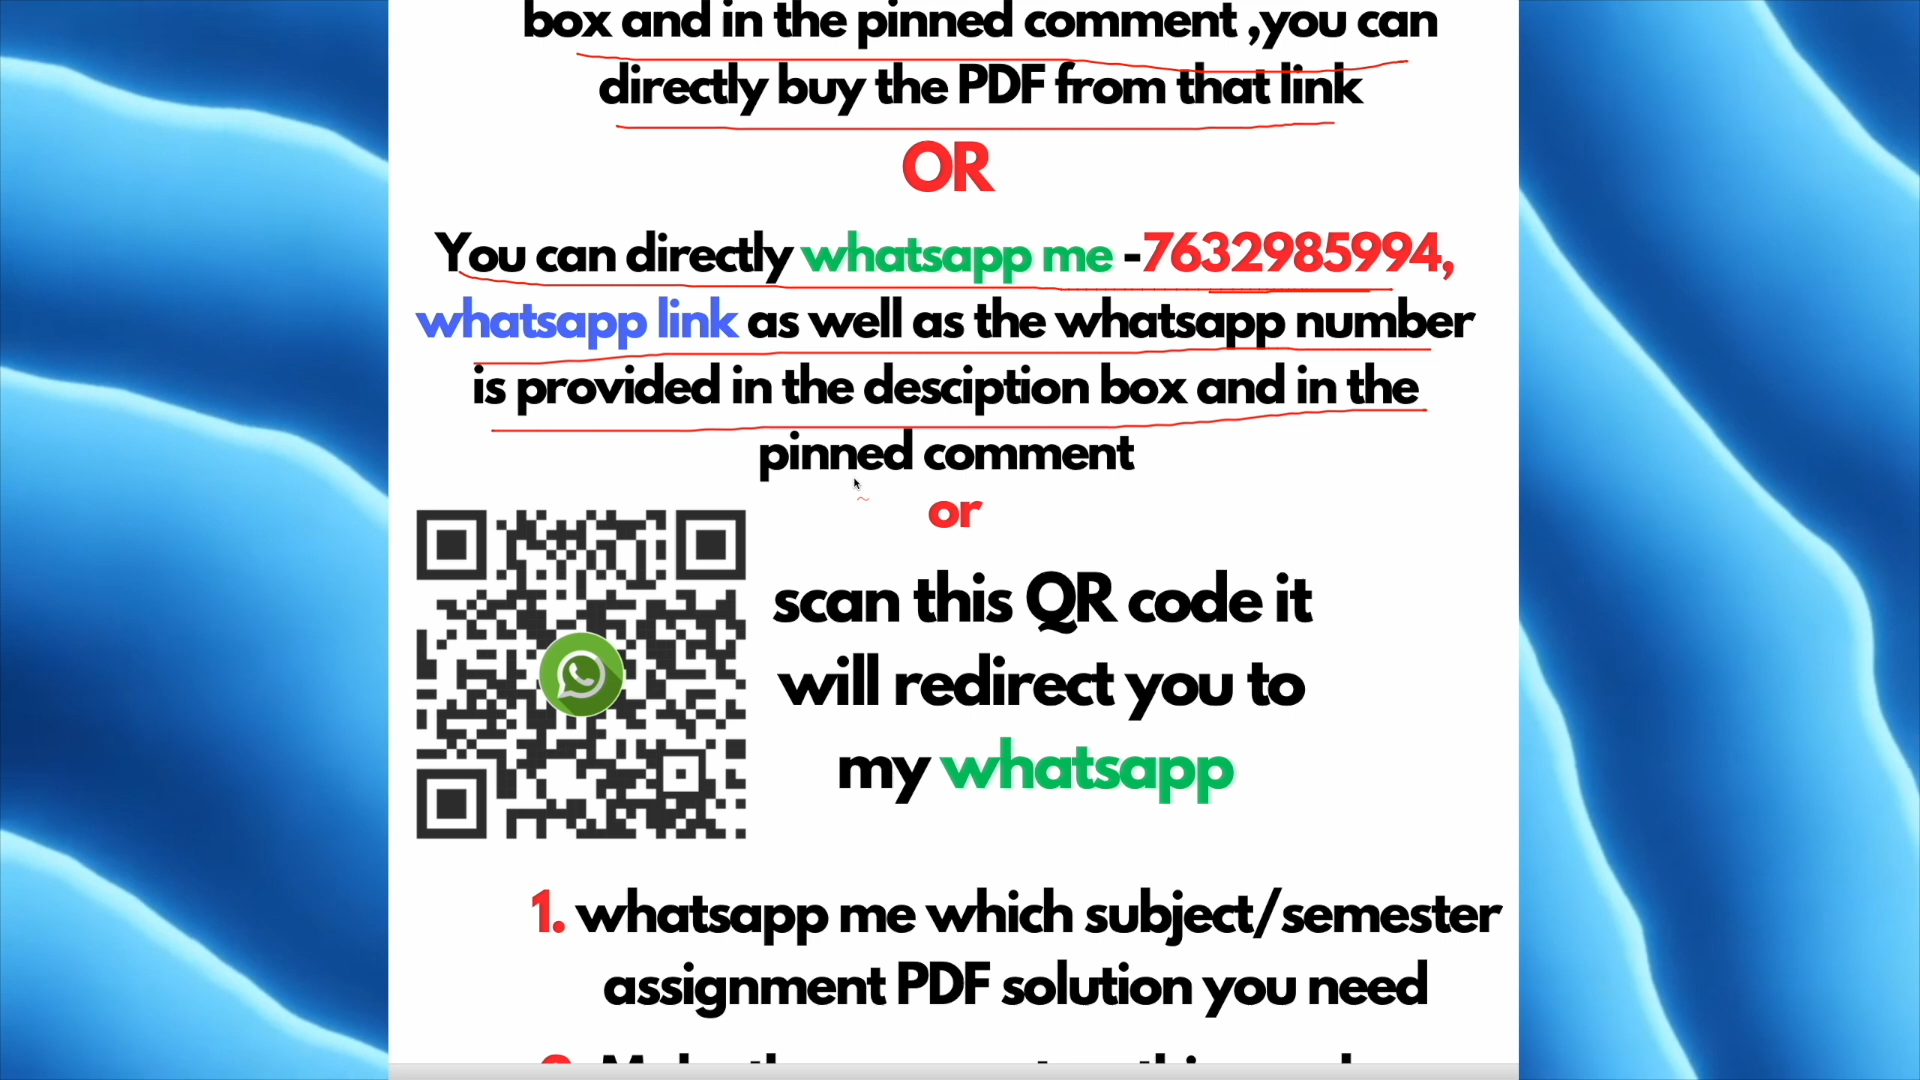 box and in the pinned comment ,you can
directly buy the PDF from that link
OR
You can directly whatsapp me -7632985994,
whatsapp link as well as the whatsapp number
is provided in the desciption box and in the
pinned comment
or
scan this QR code it
will redirect you to
my whatsapp
1. whatsapp me which subject/semester
assignment PDF solution you need